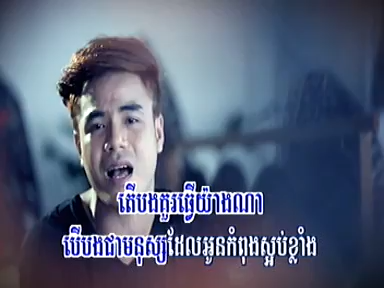 តើបងគួរធ្វើយ៉ាងណា
បើបងជាមនុស្សដែលអូនកំពុងស្អប់ខ្លាំង